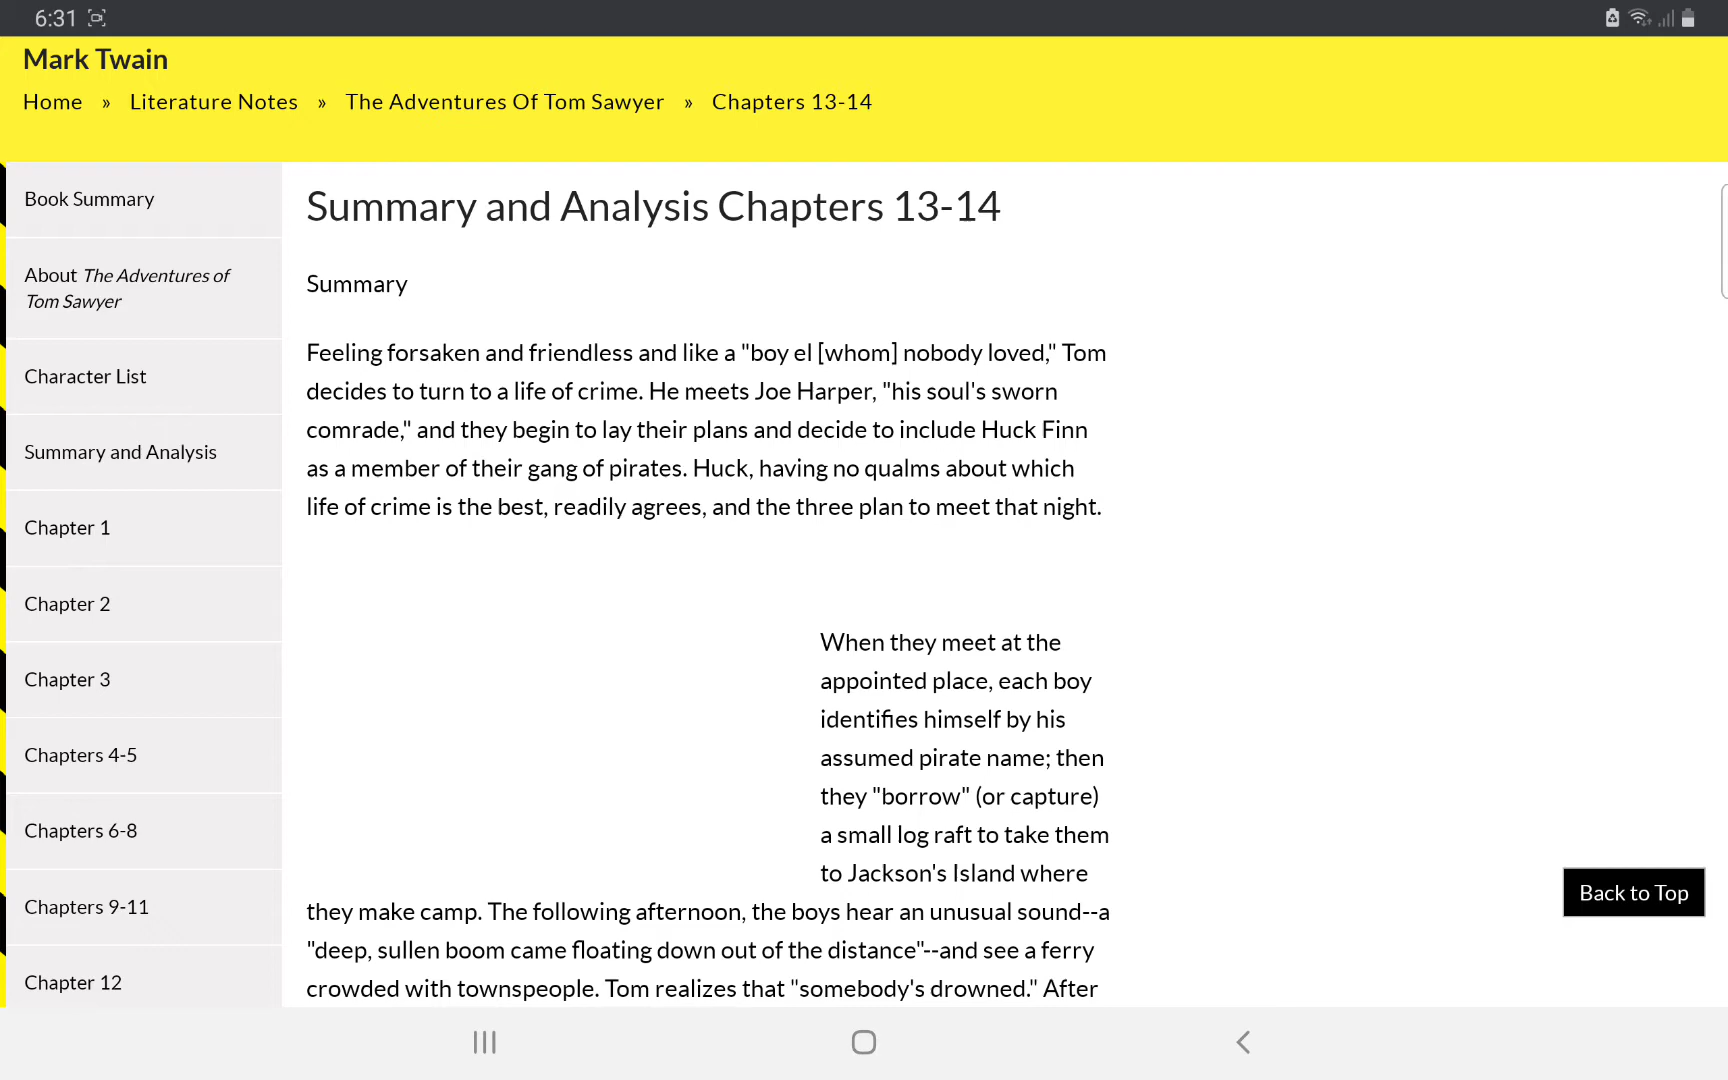 6:31
Mark Twain
Home » Literature Notes » The Adventures Of Tom Sawyer » Chapters 13-14
Book Summary
About The Adventures of
Tom Sawyer
Character List
Summary and Analysis
Chapter 1
Chapter 2
Chapter 3
Chapters 4-5
Chapters 6-8
Chapters 9-11
Chapter 12
Summary and Analysis Chapters 13-14
Summary
Feeling forsaken and friendless and like a "boy el [whom] nobody loved," Tom
decides to turn to a life of crime. He meets Joe Harper, "his soul's sworn
comrade," and they begin to lay their plans and decide to include Huck Finn
as a member of their gang of pirates. Huck, having no qualms about which
life of crime is the best, readily agrees, and the three plan to meet that night.
When they meet at the
appointed place, each boy
identifies himself by his
assumed pirate name; then
they "borrow" (or capture)
a small log raft to take them
to Jackson's Island where
they make camp. The following afternoon, the boys hear an unusual sound--a
"deep, sullen boom came floating down out of the distance"--and see a ferry
crowded with townspeople. Tom realizes that "somebody's drowned." After
Back to Top